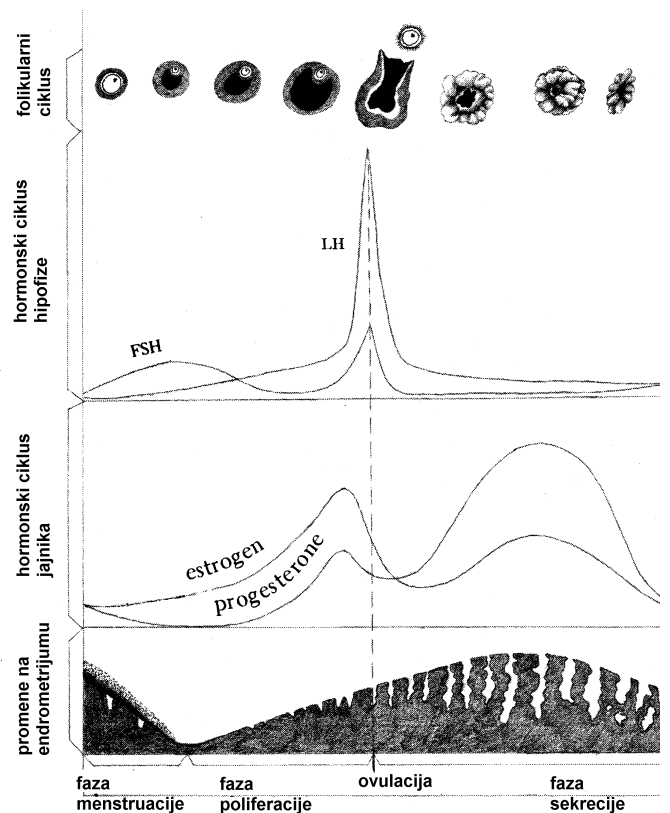 folikularni
ciklus
hormonski ciklus
hipofize
LH
FSH
hormonski ciklus
jajnika
estrogen
progesterone
promene na
endrometrijumu
faza
menstruacije
faza
poliferacije
ovulacija
faza
sekrecije